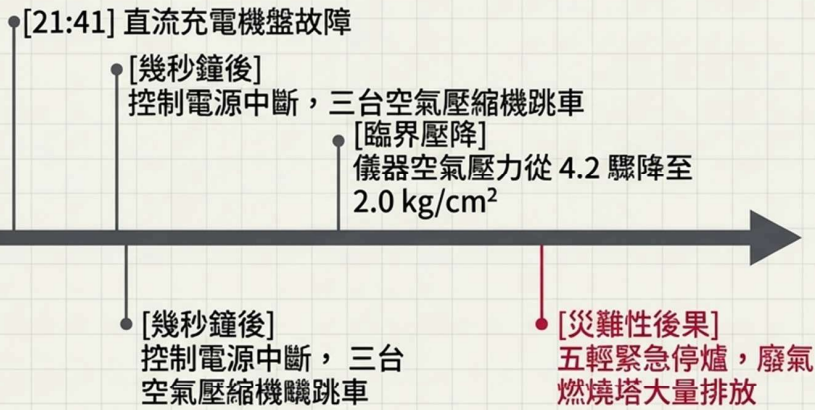 [21:41] 直流充電機盤故障
[幾秒鐘後]
控制電源中斷，三台空氣壓縮機跳車
[臨界壓降]
儀器空氣壓力從 4.2 驟降至
2.0 kg/cm²
[幾秒鐘後]
控制電源中斷， 三台
空氣壓縮機跳車
[災難性後果]
五輕緊急停爐，廢氣
燃燒塔大量排放